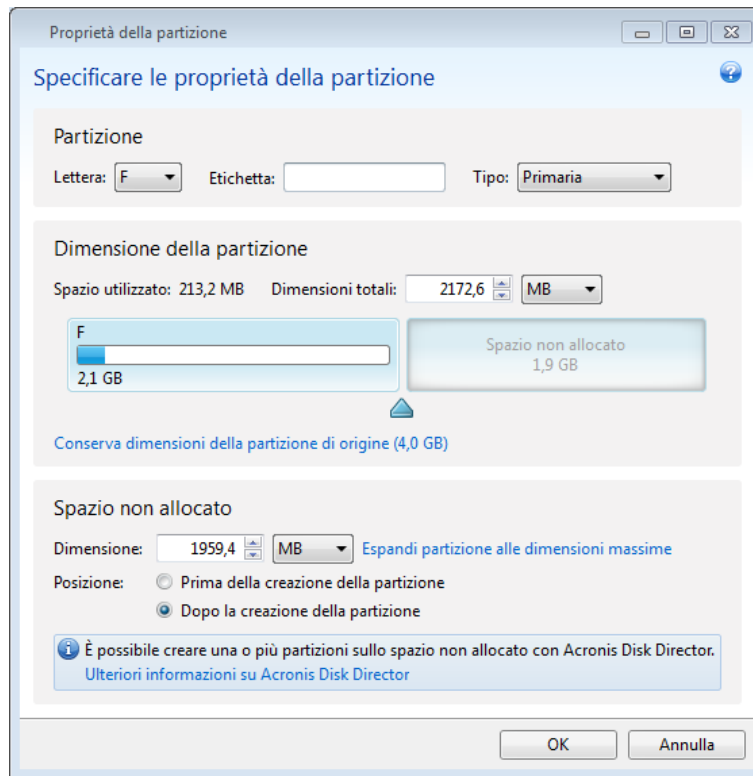 Proprietà della partizione
Specificare le proprietà della partizione
Partizione
Lettera: F Etichetta: Tipo: Primaria
Dimensione della partizione
Spazio utilizzato: 213,2 MB Dimensioni totali: 2172,6 MB
F
2,1 GB
Spazio non allocato
1,9 GB
Conserva dimensioni della partizione di origine (4,0 GB)
Spazio non allocato
Dimensione: 1959,4 MB Espandi partizione alle dimensioni massime
Posizione: Prima della creazione della partizione
Dopo la creazione della partizione
È possibile creare una o più partizioni sullo spazio non allocato con Acronis Disk Director.
Ulteriori informazioni su Acronis Disk Director
OK Annulla